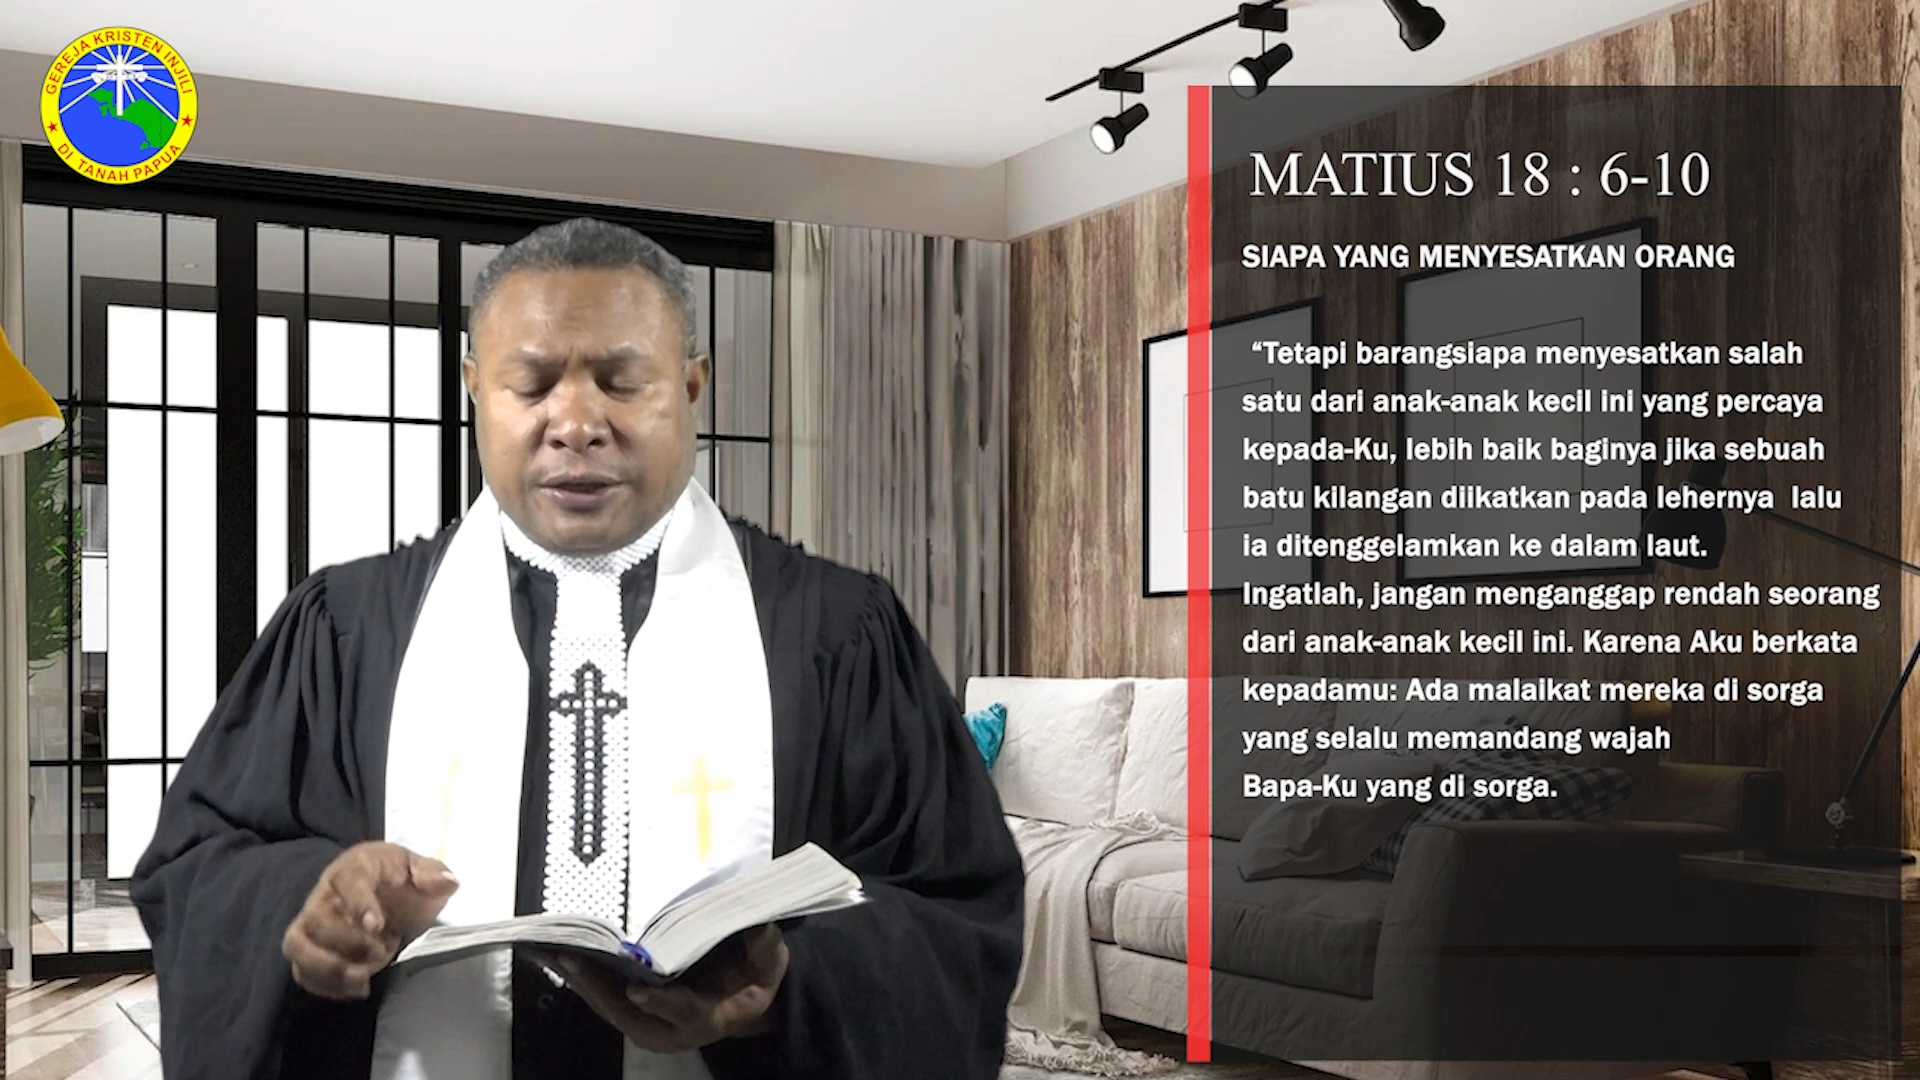 GEREJA KRISTEN INJILI
DI TANAH PAPUA
MATIUS 18 : 6-10
SIAPA YANG MENYESATKAN ORANG
“Tetapi barangsiapa menyesatkan salah
satu dari anak-anak kecil ini yang percaya
kepada-Ku, lebih baik baginya jika sebuah
batu kilangan diikatkan pada lehernya  lalu
ia ditenggelamkan ke dalam laut.
Ingatlah, jangan menganggap rendah seorang
dari anak-anak kecil ini. Karena Aku berkata
kepadamu: Ada malaikat mereka di sorga
yang selalu memandang wajah
Bapa-Ku yang di sorga.